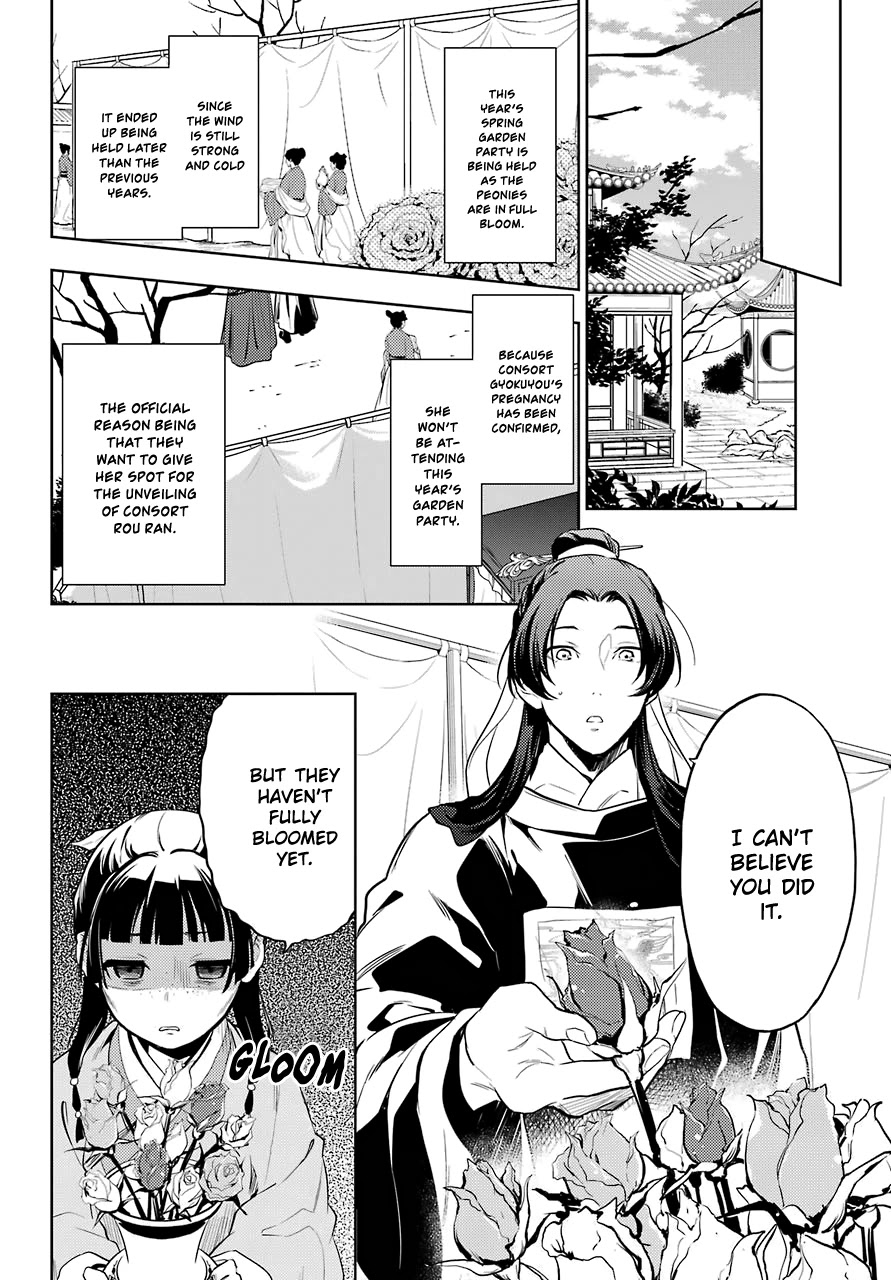 THIS
YEAR'S
SPRING
GARDEN
PARTY IS
BEING HELD
AS THE
PEONIES
ARE IN FULL
BLOOM.
SINCE
THE WIND
IS STILL
STRONG
AND COLD
IT ENDED
UP BEING
HELD LATER
THAN THE
PREVIOUS
YEARS.
BECAUSE
CONSORT
GYOKUYOU'S
PREGNANCY
HAS BEEN
CONFIRMED,
SHE
WON'T
BE AT-
TENDING
THIS
YEAR'S
GARDEN
PARTY.
THE OFFICIAL
REASON BEING
THAT THEY
WANT TO GIVE
HER SPOT FOR
THE UNVEILING
OF CONSORT
ROU RAN.
I CAN'T
BELIEVE
YOU DID
IT.
BUT THEY
HAVEN'T
FULLY
BLOOMED
YET.
GLOOM